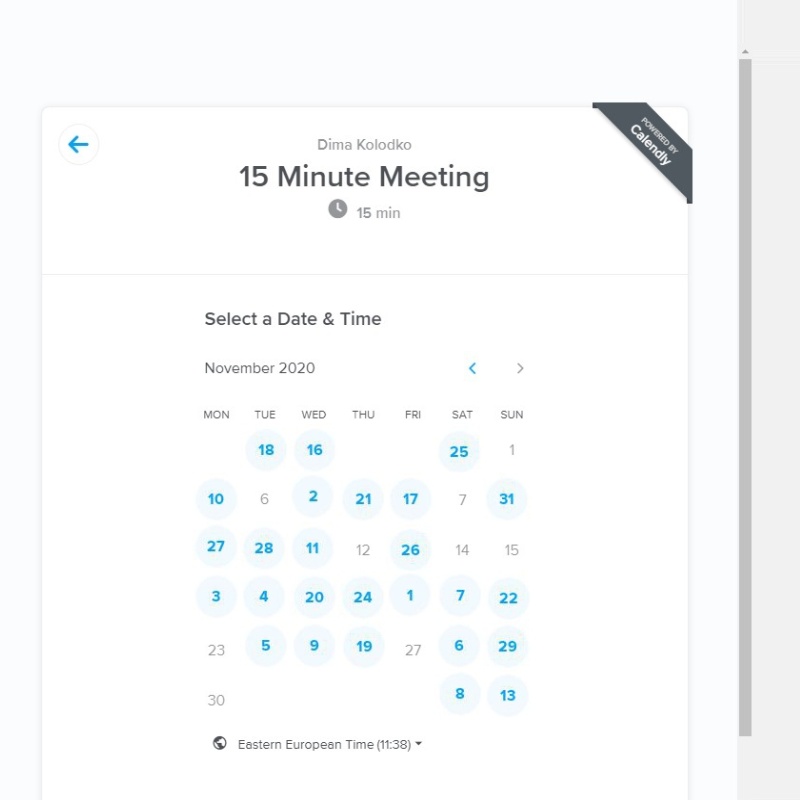 POWERED BY
Calendly
Dima Kolodko
15 Minute Meeting
15 min
Select a Date & Time
November 2020
MON TUE WED THU FRI SAT SUN
18 16 25 1
10 6 2 21 17 7 31
27 28 11 12 26 14 15
3 4 20 24 1 7 22
23 5 9 19 27 6 29
30 8 13
Eastern European Time (11:38)